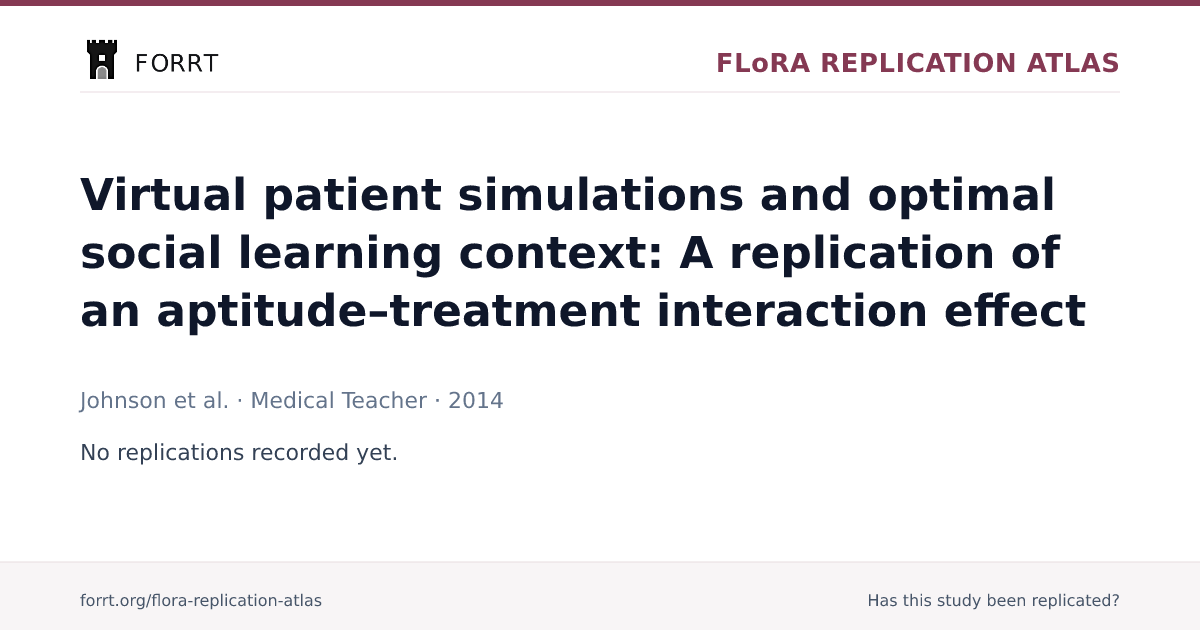 FORRT
FLoRA REPLICATION ATLAS
Virtual patient simulations and optimal
social learning context: A replication of
an aptitude–treatment interaction effect
Johnson et al. · Medical Teacher · 2014
No replications recorded yet.
forrt.org/flora-replication-atlas
Has this study been replicated?